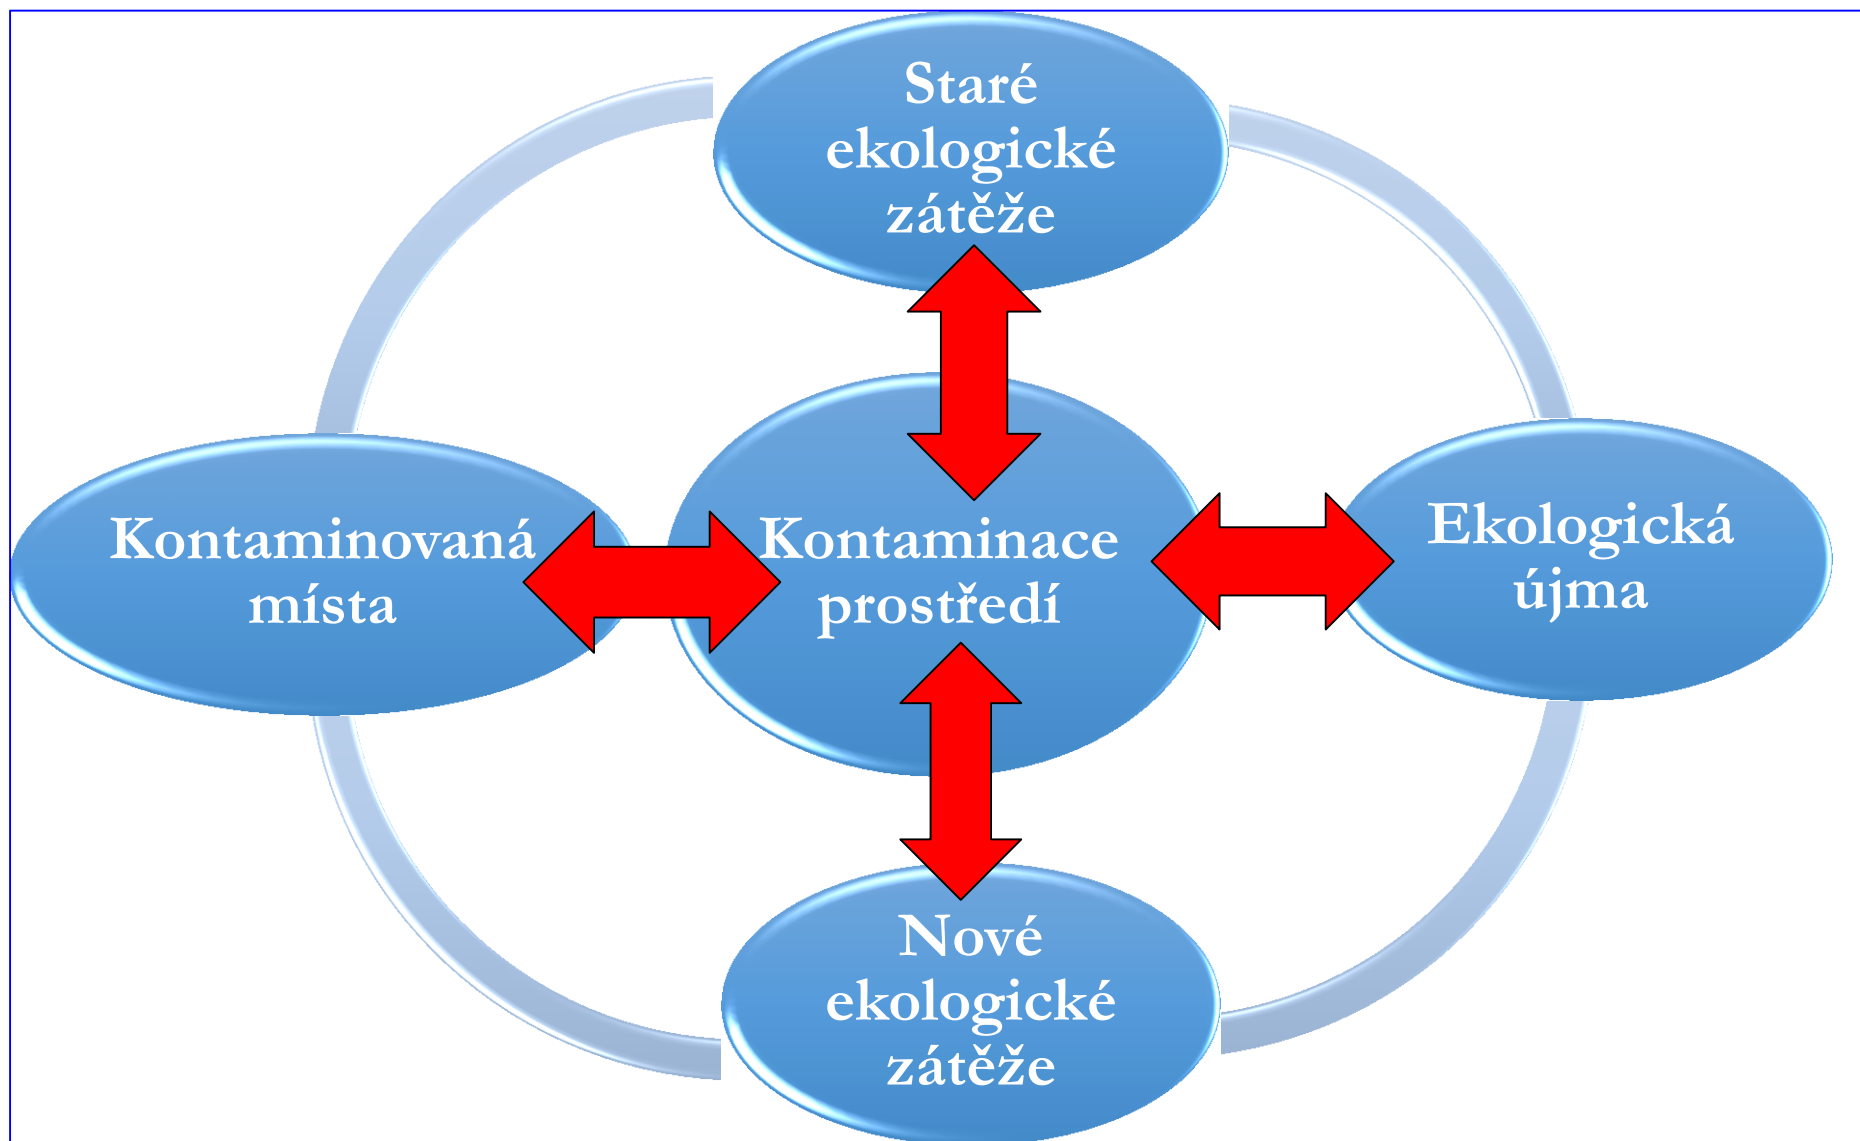 Staré
ekologické
zátěže
Kontaminovaná
místa
Kontaminace
prostředí
Ekologická
újma
Nové
ekologické
zátěže